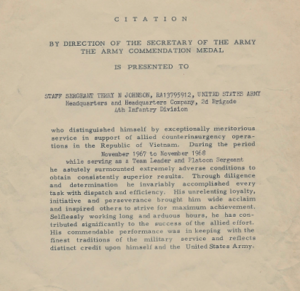 CITATION
BY DIRECTION OF THE SECRETARY OF THE ARMY
THE ARMY COMMENDATION MEDAL
IS PRESENTED TO
STAFF SERGEANT TERRY R JOHNSON, RA13795912, UNITED STATES ARMY
Headquarters and Headquarters Company, 2d Brigade
4th Infantry Division
who distinguished himself by exceptionally meritorious
service in support of allied counterinsurgency opera-
tions in the Republic of Vietnam. During the period
November 1967 to November 1968
while serving as a Team Leader and Platoon Sergeant
he astutely surmounted extremely adverse conditions to
obtain consistently superior results. Through diligence
and determination he invariably accomplished every
task with dispatch and efficiency. His unrelenting loyalty,
initiative and perseverance brought him wide acclaim
and inspired others to strive for maximum achievement.
Selflessly working long and arduous hours, he has con-
tributed significantly to the success of the allied effort.
His commendable performance was in keeping with the
finest traditions of the military service and reflects
distinct credit upon himself and the United States Army.